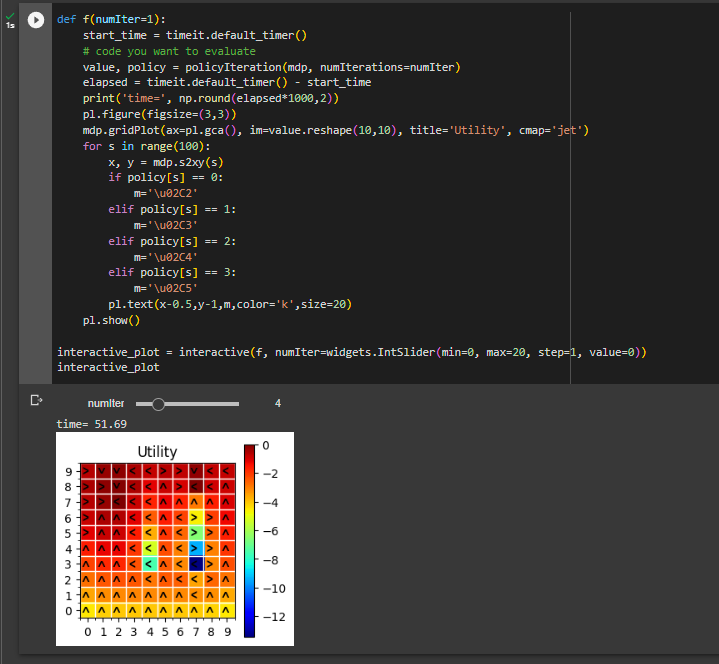 1s
def f(numIter=1):
    start_time = timeit.default_timer()
    # code you want to evaluate
    value, policy = policyIteration(mdp, numIterations=numIter)
    elapsed = timeit.default_timer() - start_time
    print('time=', np.round(elapsed*1000,2))
    pl.figure(figsize=(3,3))
    mdp.gridPlot(ax=pl.gca(), im=value.reshape(10,10), title='Utility', cmap='jet')
    for s in range(100):
        x, y = mdp.s2xy(s)
        if policy[s] == 0:
            m='\u02C2'
        elif policy[s] == 1:
            m='\u02C3'
        elif policy[s] == 2:
            m='\u02C4'
        elif policy[s] == 3:
            m='\u02C5'
        pl.text(x-0.5,y-1,m,color='k',size=20)
    pl.show()
interactive_plot = interactive(f, numIter=widgets.IntSlider(min=0, max=20, step=1, value=0))
interactive_plot
numIter 4
time= 51.69
Utility
9
8
7
6
5
4
3
2
1
0
0 1 2 3 4 5 6 7 8 9
0
−2
−4
−6
−8
−10
−12